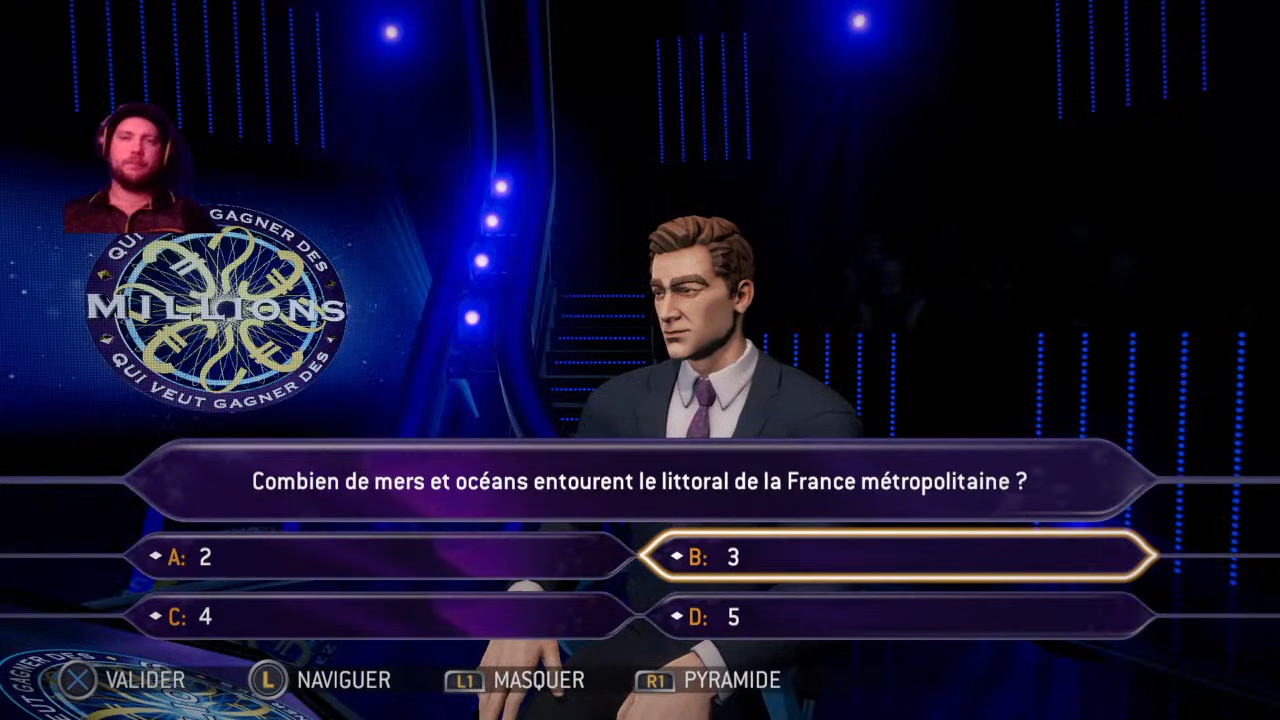 QUI VEUT GAGNER DES
MILLIONS
QUI VEUT GAGNER DES
Combien de mers et océans entourent le littoral de la France métropolitaine ?
A: 2
B: 3
C: 4
D: 5
VALIDER
L NAVIGUER
L1 MASQUER
R1 PYRAMIDE